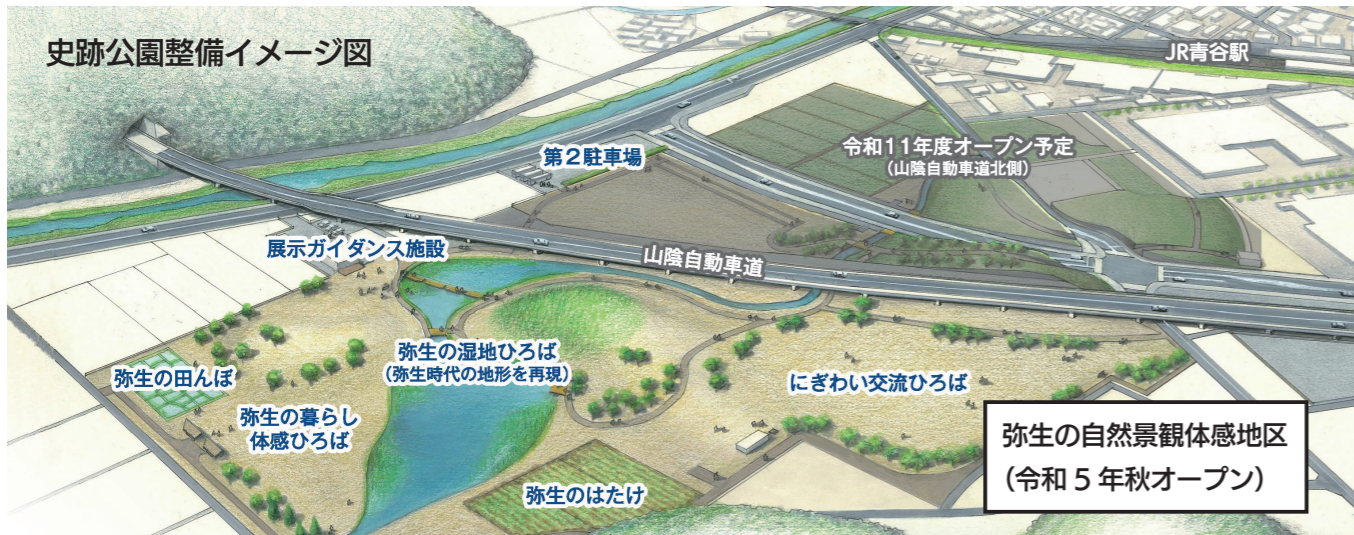 史跡公園整備イメージ図
JR青谷駅
第2駐車場
令和11年度オープン予定
(山陰自動車道北側)
展示ガイダンス施設
山陰自動車道
弥生の湿地ひろば
(弥生時代の地形を再現)
弥生の田んぼ
にぎわい交流ひろば
弥生の暮らし
体感ひろば
弥生のはたけ
弥生の自然景観体感地区
(令和5年秋オープン)